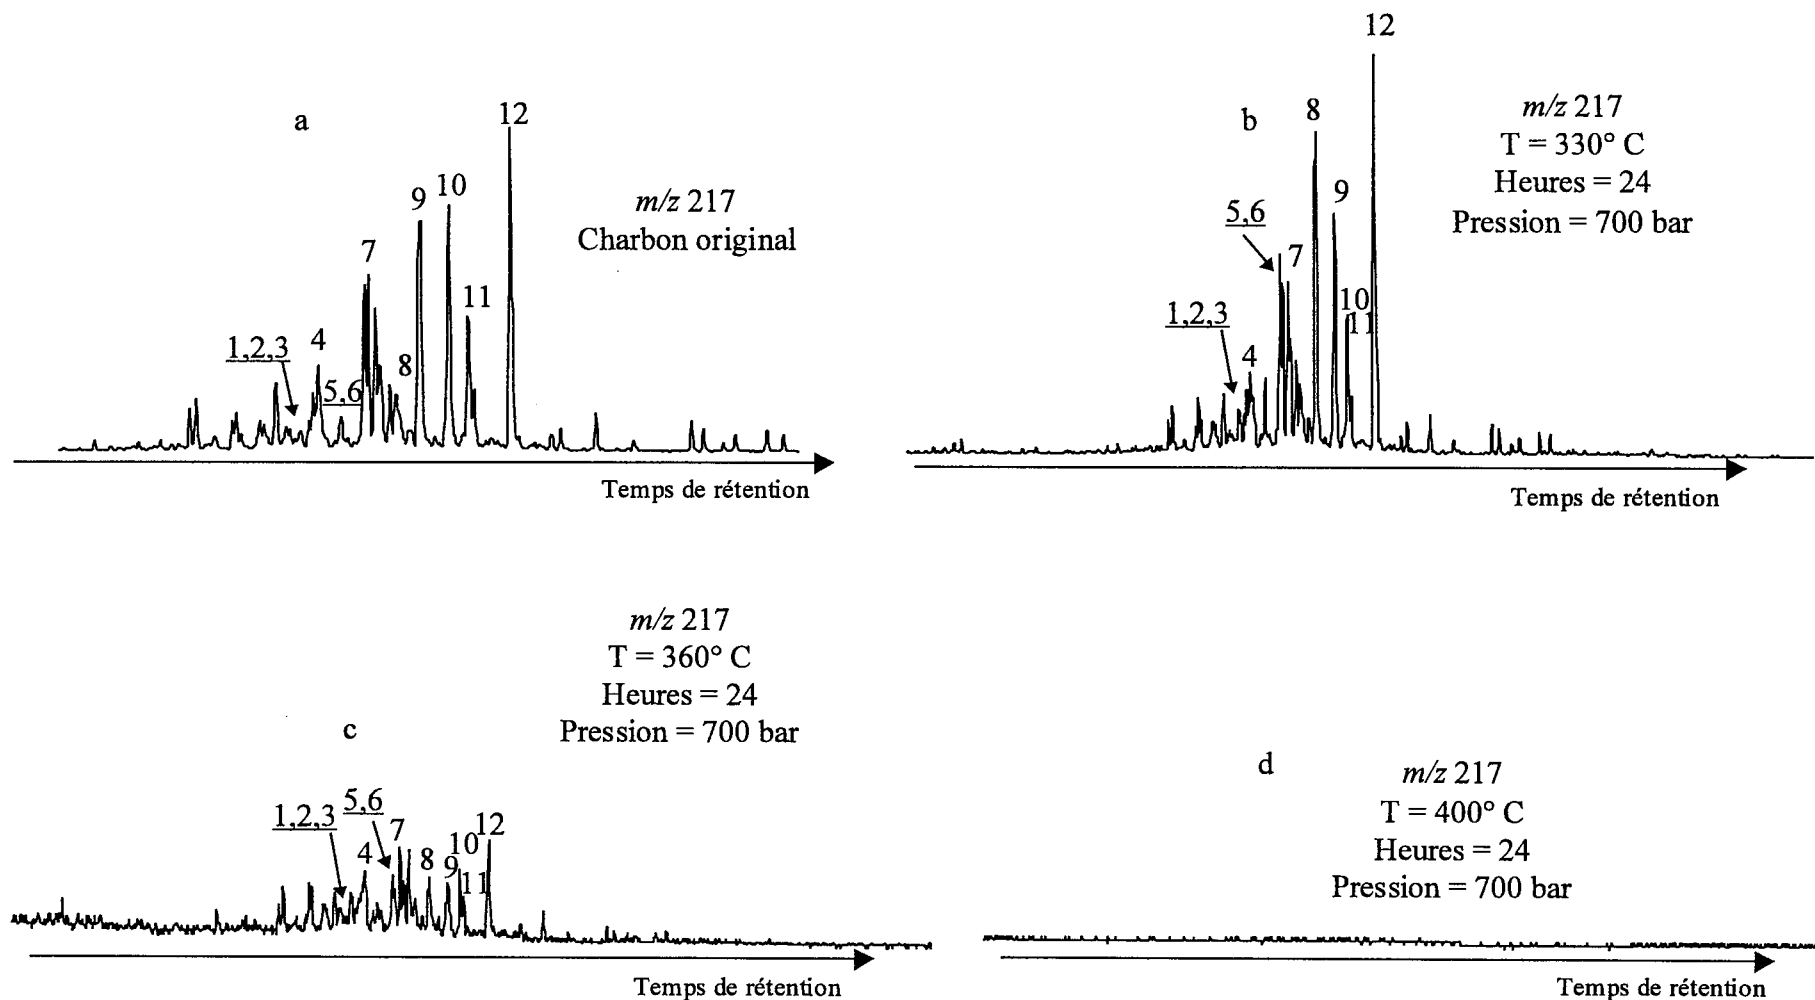 a
12
9
10
7
11
1,2,3
4
8
5,6
m/z 217
Charbon original
Temps de rétention
b
12
8
9
5,6
7
10
11
1,2,3
4
m/z 217
T = 330° C
Heures = 24
Pression = 700 bar
Temps de rétention
c
m/z 217
T = 360° C
Heures = 24
Pression = 700 bar
1,2,3
5,6
7
4
8
9
10
11
12
Temps de rétention
d
m/z 217
T = 400° C
Heures = 24
Pression = 700 bar
Temps de rétention